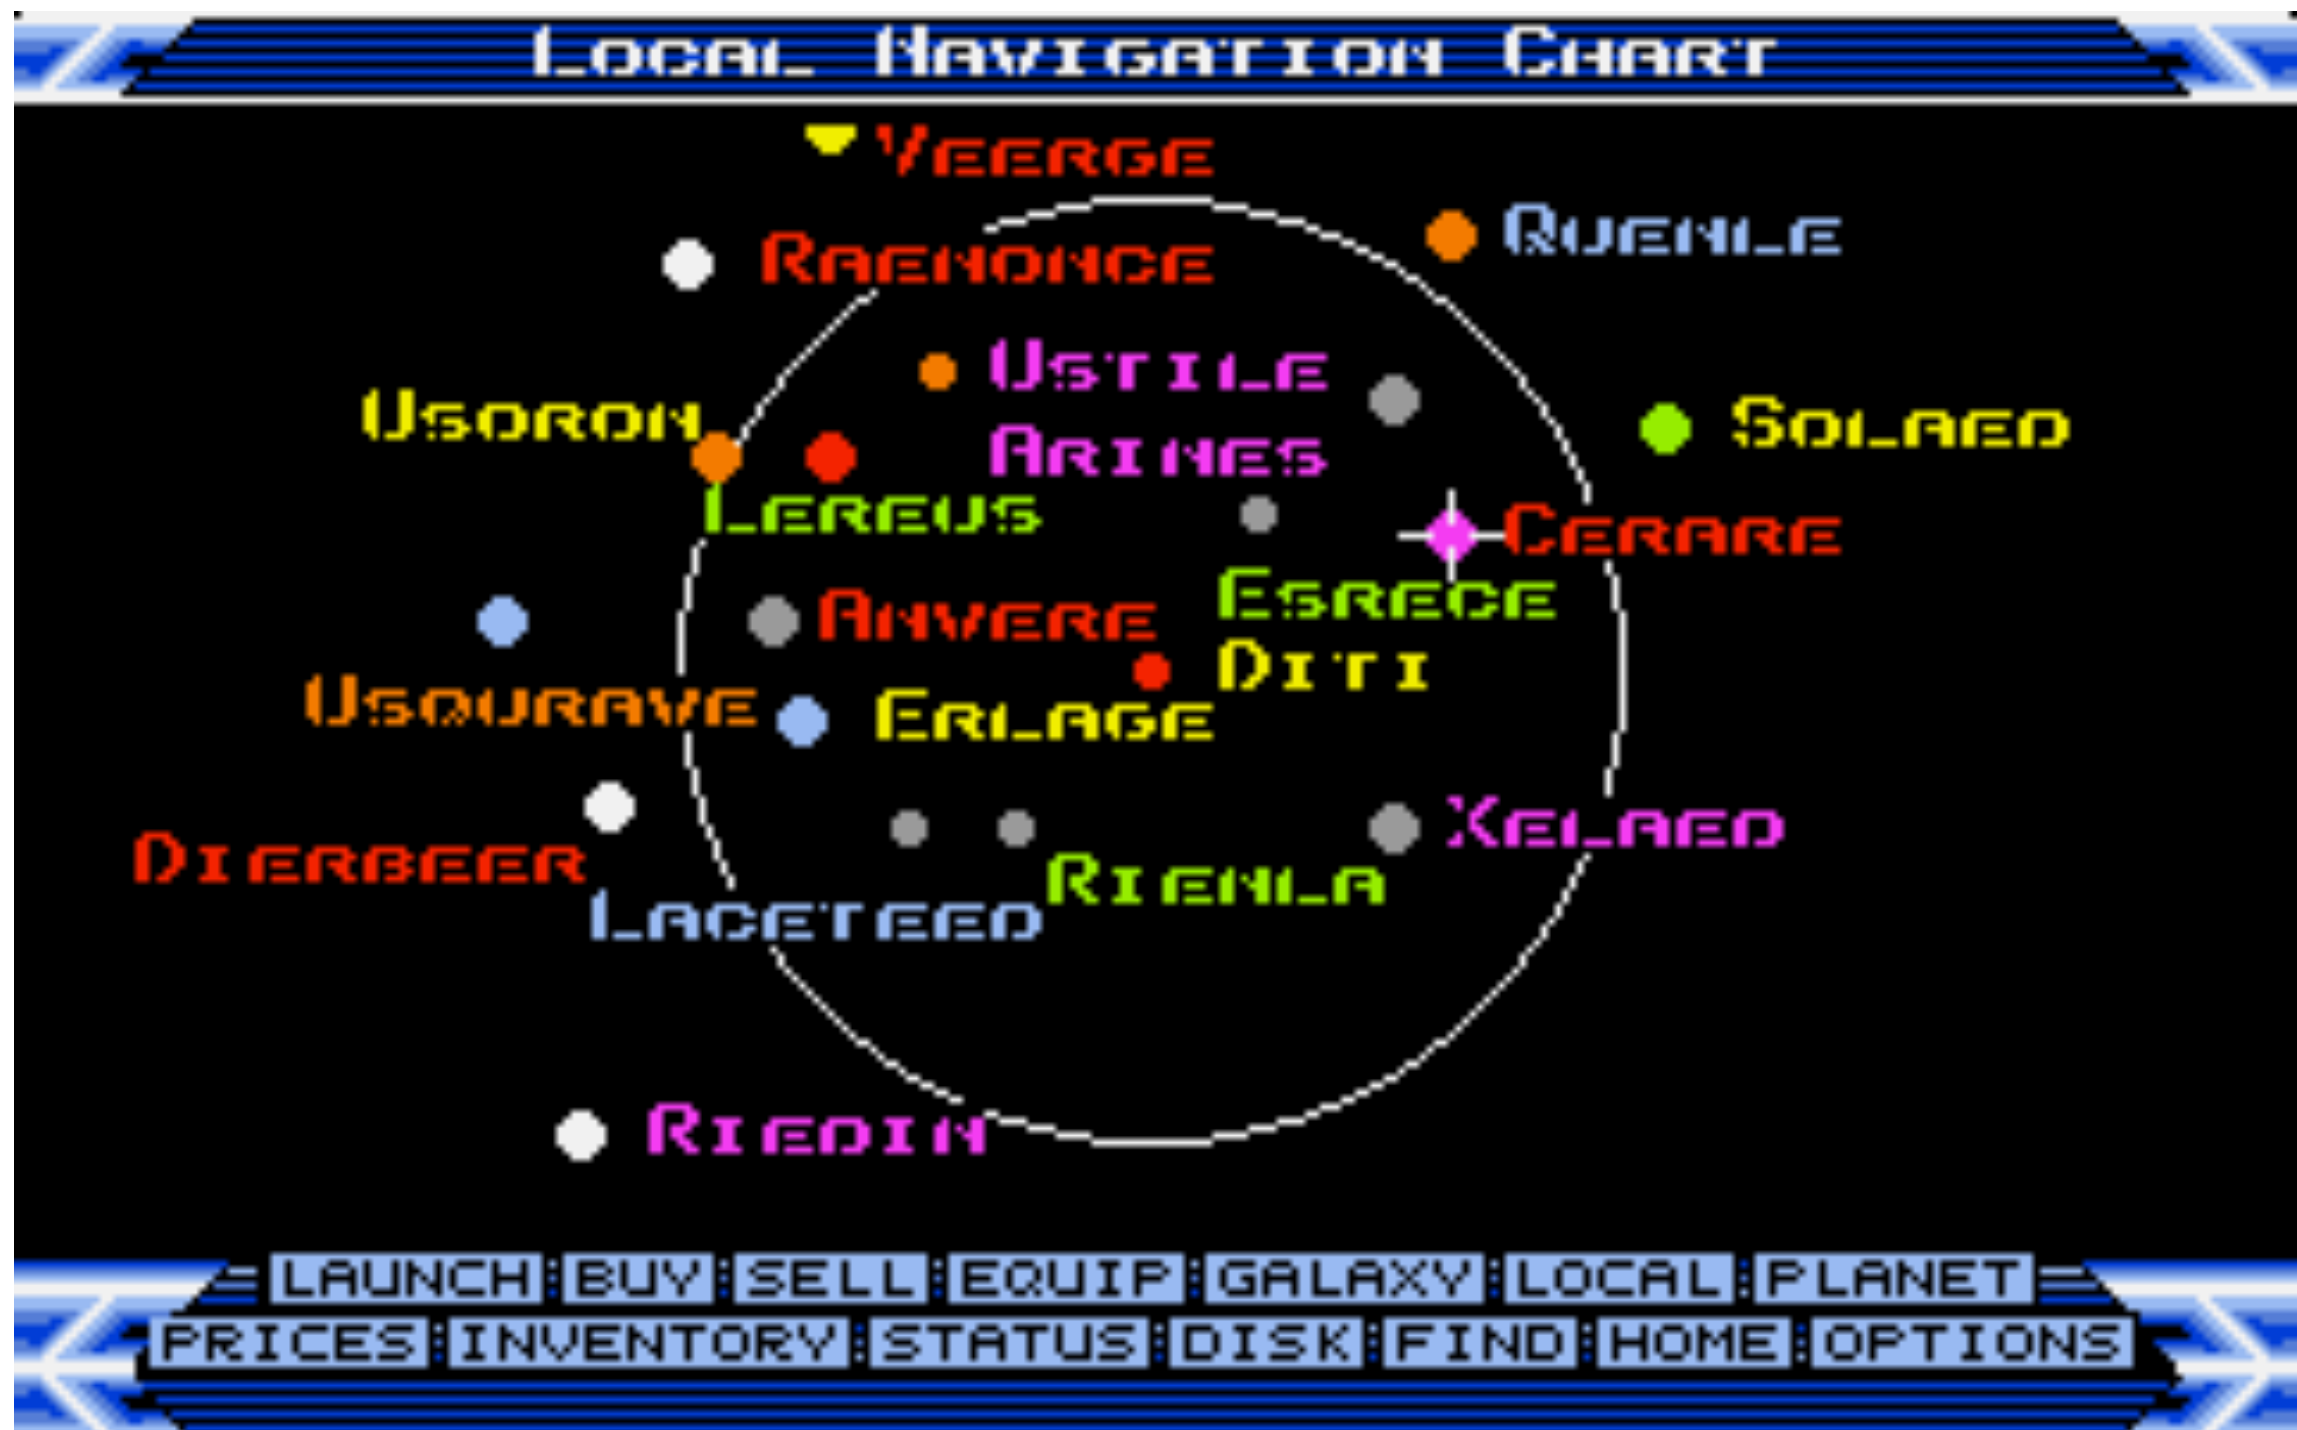 LOCAL NAVIGATION CHART
VEERGE
QUENLE
RAENONCE
USTILE
USORON
SOLAED
ARINES
LEREUS
CERARE
ESRECE
ANVERE
DITI
USQURAVE
ERLAGE
XELAED
DIERBEER
RIENLA
LACETEED
RIEDIN
LAUNCH:BUY:SELL:EQUIP:GALAXY:LOCAL:PLANET
PRICES:INVENTORY:STATUS:DISK:FIND:HOME:OPTIONS